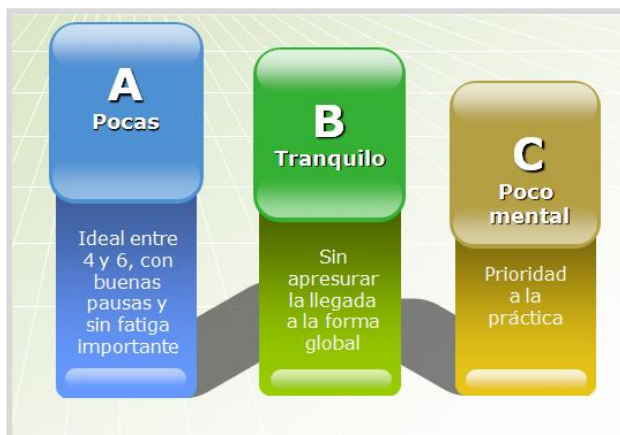 A
Pocas
Ideal entre
4 y 6, con
buenas
pausas y
sin fatiga
importante
B
Tranquilo
Sin
apresurar
la llegada
a la forma
global
C
Poco
mental
Prioridad
a la
práctica